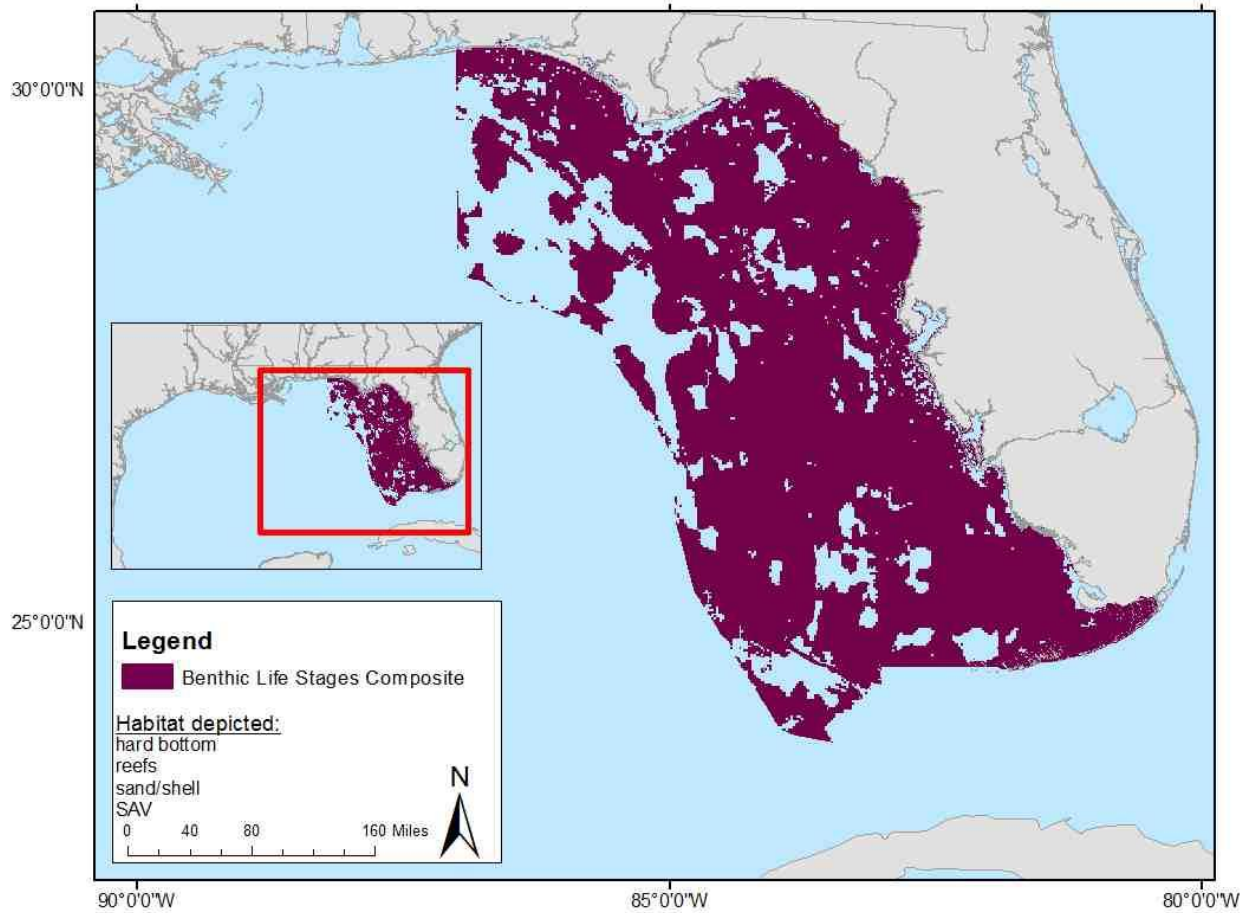 30°0'0"N
25°0'0"N
Legend
Benthic Life Stages Composite
Habitat depicted:
hard bottom
reefs
sand/shell
SAV
N
0 40 80 160 Miles
90°0'0"W 85°0'0"W 80°0'0"W